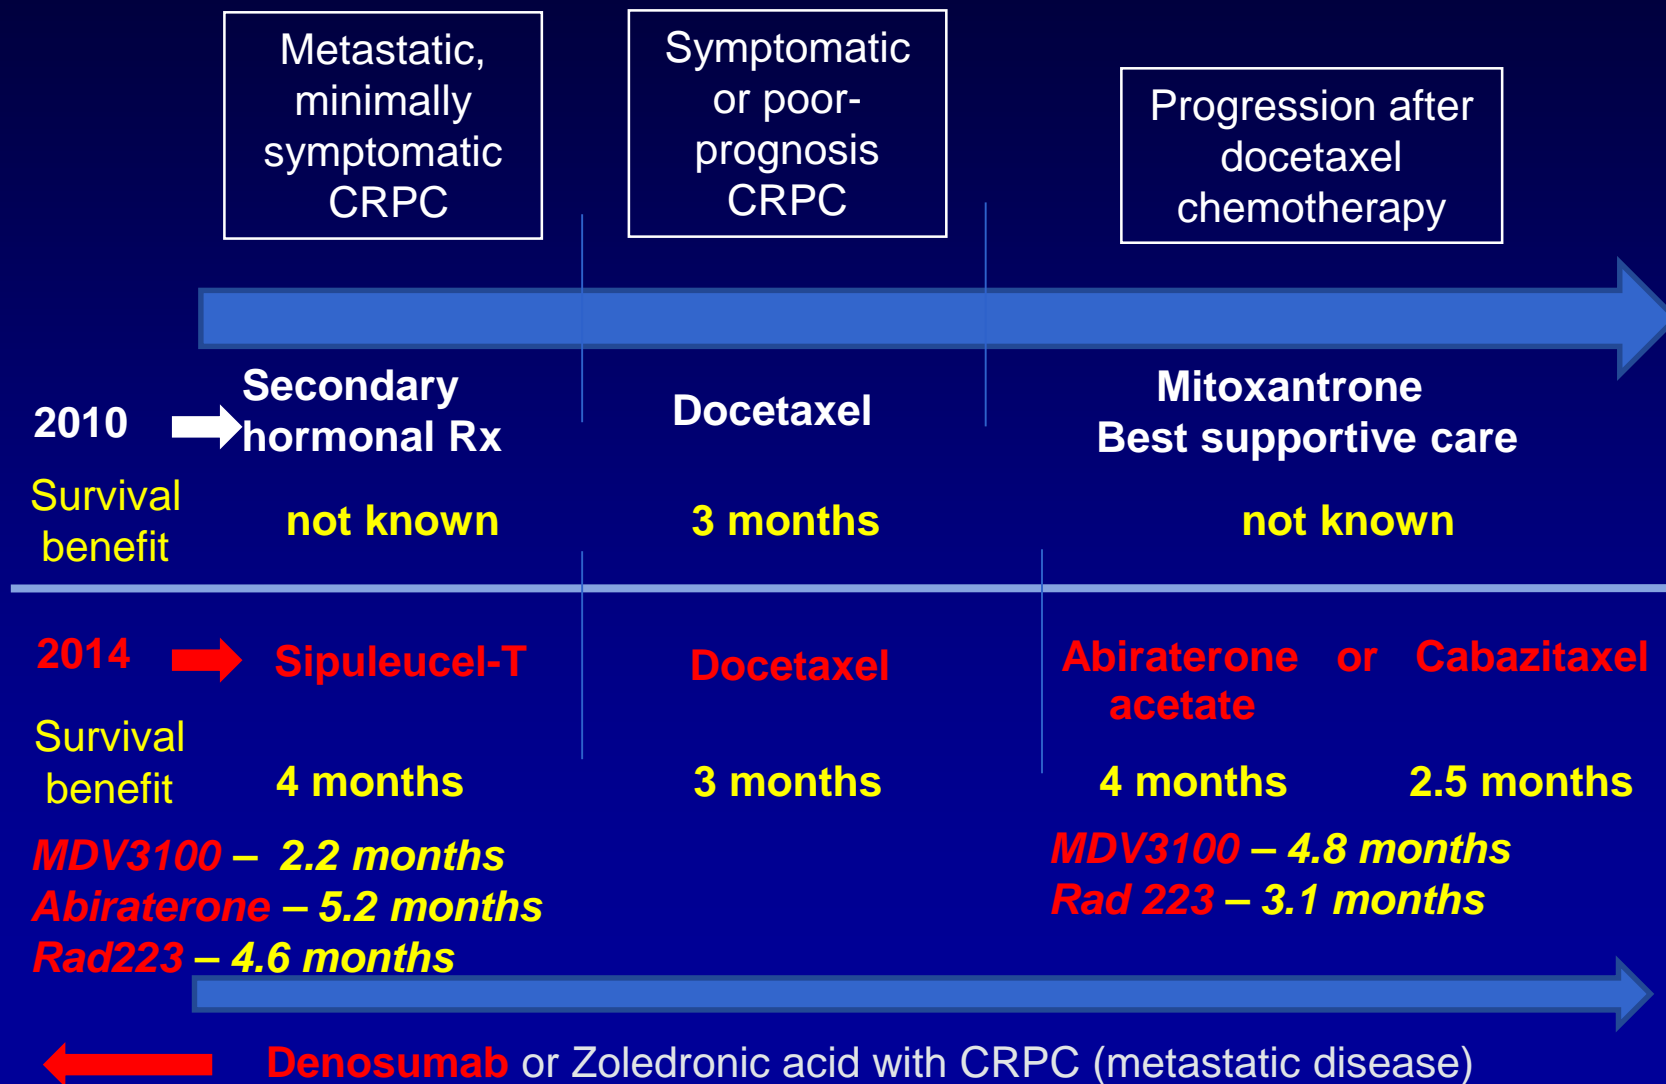 Metastatic,
minimally
symptomatic
CRPC
Symptomatic
or poor-
prognosis
CRPC
Progression after
docetaxel
chemotherapy
2010
Secondary
hormonal Rx
Docetaxel
Mitoxantrone
Best supportive care
Survival
benefit
not known
3 months
not known
2014
Sipuleucel-T
Docetaxel
Abiraterone or Cabazitaxel
acetate
Survival
benefit
4 months
3 months
4 months
2.5 months
MDV3100 – 2.2 months
Abiraterone – 5.2 months
Rad223 – 4.6 months
MDV3100 – 4.8 months
Rad 223 – 3.1 months
Denosumab or Zoledronic acid with CRPC (metastatic disease)